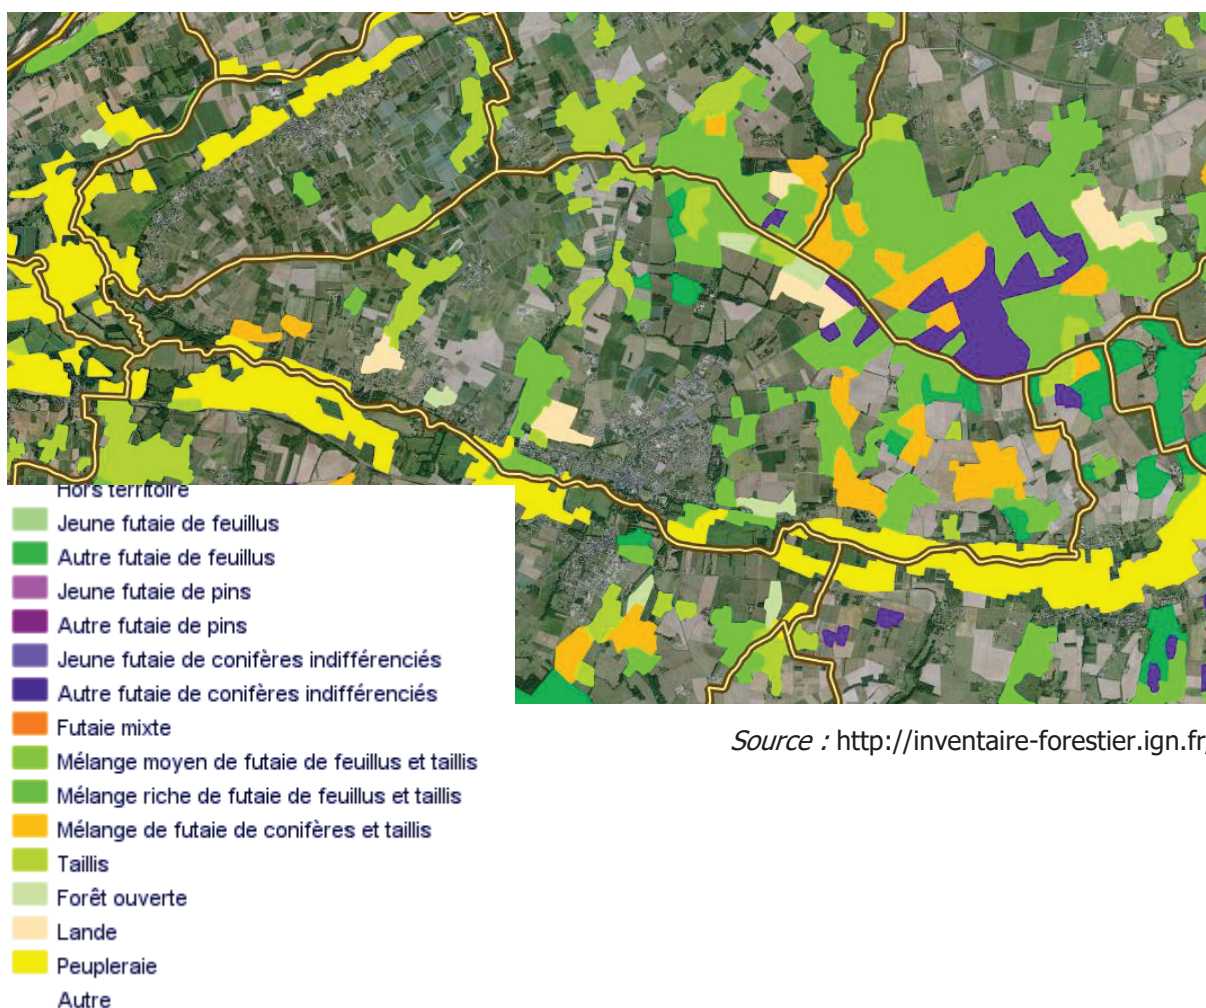 Hors territoire
Jeune futaie de feuillus
Autre futaie de feuillus
Jeune futaie de pins
Autre futaie de pins
Jeune futaie de conifères indifférenciés
Autre futaie de conifères indifférenciés
Futaie mixte
Mélange moyen de futaie de feuillus et taillis
Mélange riche de futaie de feuillus et taillis
Mélange de futaie de conifères et taillis
Taillis
Forêt ouverte
Lande
Peupleraie
Autre
Source : http://inventaire-forestier.ign.fr/